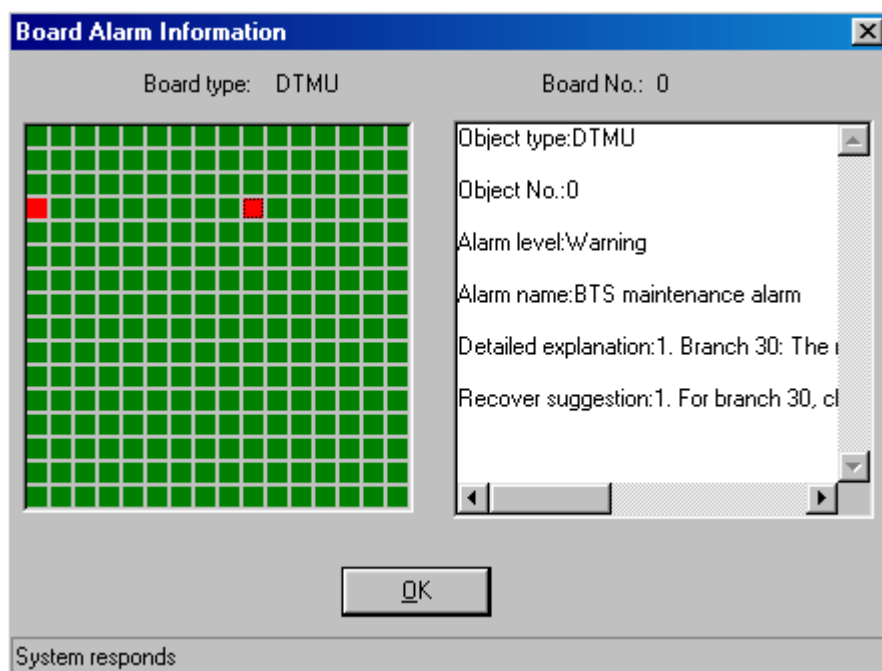 Board Alarm Information
Board type: DTMU
Board No.: 0
Object type:DTMU
Object No.:0
Alarm level:Warning
Alarm name:BTS maintenance alarm
Detailed explanation:1. Branch 30: The
Recover suggestion:1. For branch 30,
OK
System responds